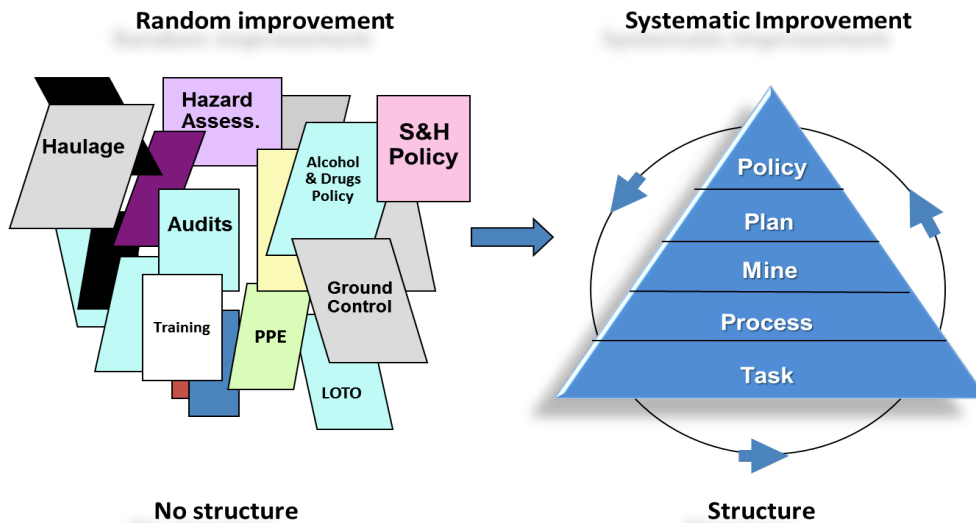 Random improvement
Systematic Improvement
Haulage
Hazard
Assess.
S&H
Policy
Alcohol
& Drugs
Policy
Audits
Ground
Control
Training
PPE
LOTO
Policy
Plan
Mine
Process
Task
No structure
Structure